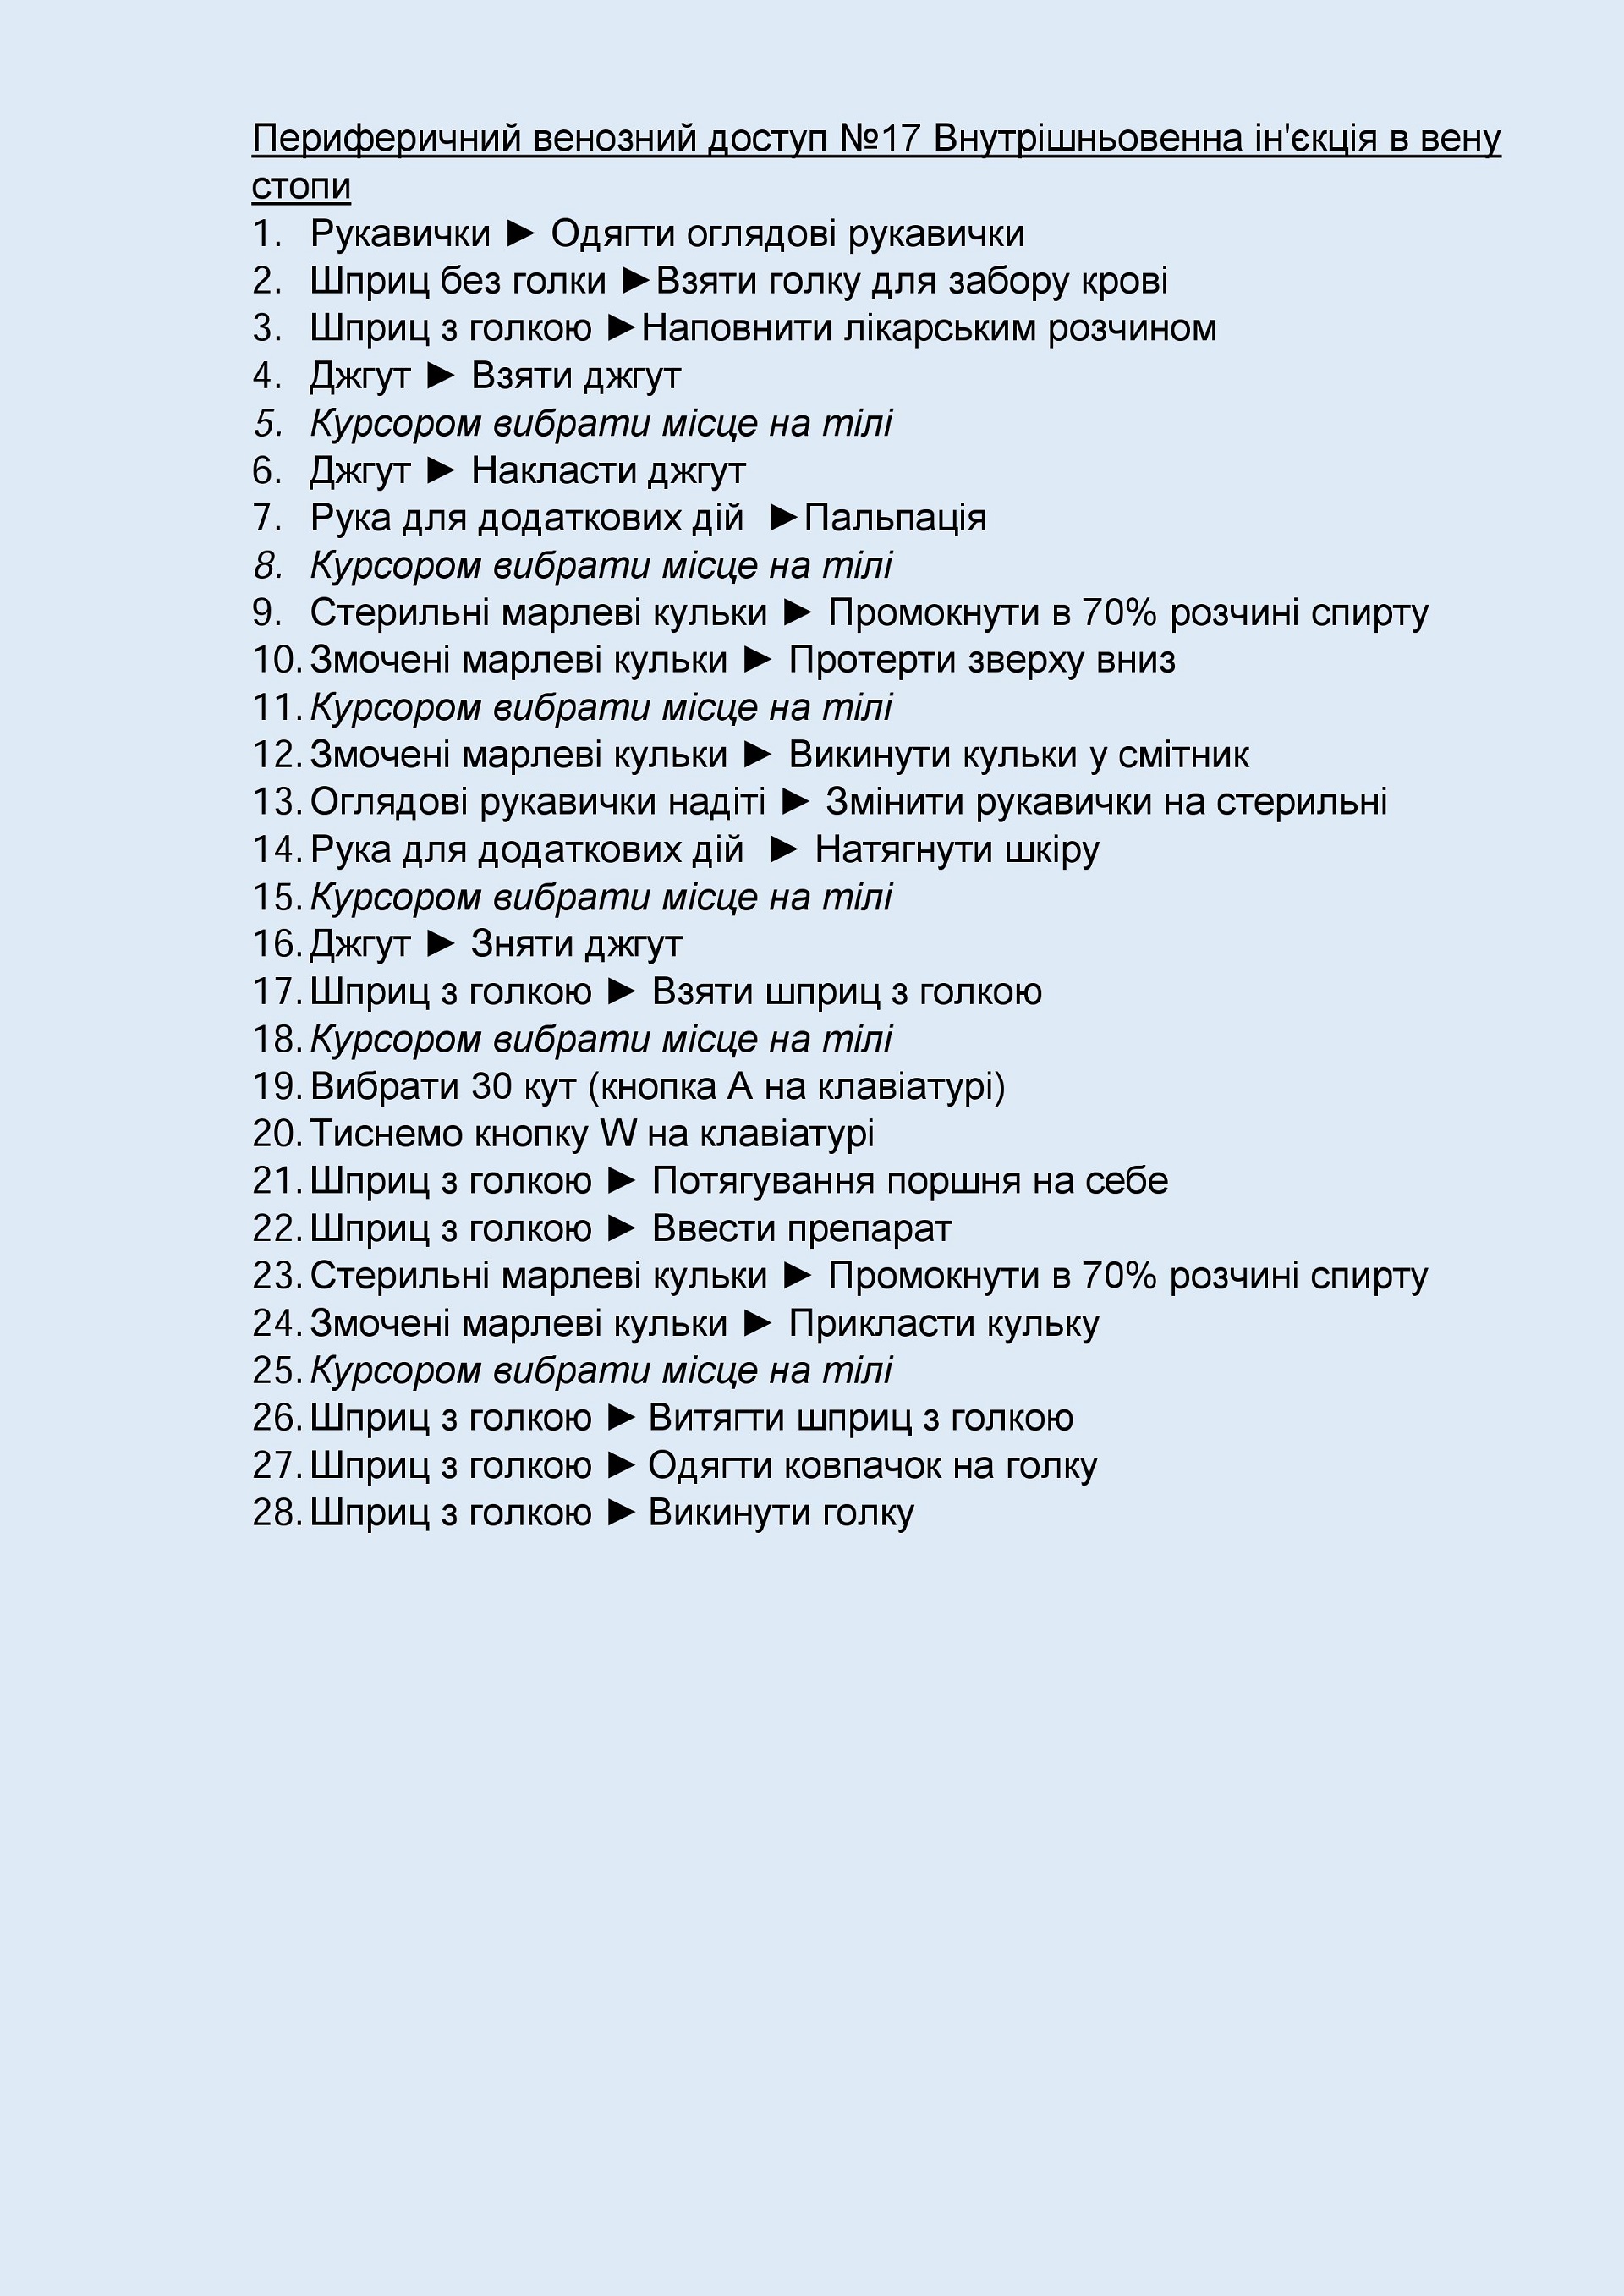 Периферичний венозний доступ №17 Внутрішньовенна ін'єкція в вену
стопи
1. Рукавички ► Одягти оглядові рукавички
2. Шприц без голки ►Взяти голку для забору крові
3. Шприц з голкою ►Наповнити лікарським розчином
4. Джгут ► Взяти джгут
5. Курсором вибрати місце на тілі
6. Джгут ► Накласти джгут
7. Рука для додаткових дій ►Пальпація
8. Курсором вибрати місце на тілі
9. Стерильні марлеві кульки ► Промокнути в 70% розчині спирту
10. Змочені марлеві кульки ► Протерти зверху вниз
11. Курсором вибрати місце на тілі
12. Змочені марлеві кульки ► Викинути кульки у смітник
13. Оглядові рукавички надіті ► Змінити рукавички на стерильні
14. Рука для додаткових дій ► Натягнути шкіру
15. Курсором вибрати місце на тілі
16. Джгут ► Зняти джгут
17. Шприц з голкою ► Взяти шприц з голкою
18. Курсором вибрати місце на тілі
19. Вибрати 30 кут (кнопка А на клавіатурі)
20. Тиснемо кнопку W на клавіатурі
21. Шприц з голкою ► Потягування поршня на себе
22. Шприц з голкою ► Ввести препарат
23. Стерильні марлеві кульки ► Промокнути в 70% розчині спирту
24. Змочені марлеві кульки ► Прикласти кульку
25. Курсором вибрати місце на тілі
26. Шприц з голкою ► Витягти шприц з голкою
27. Шприц з голкою ► Одягти ковпачок на голку
28. Шприц з голкою ► Викинути голку